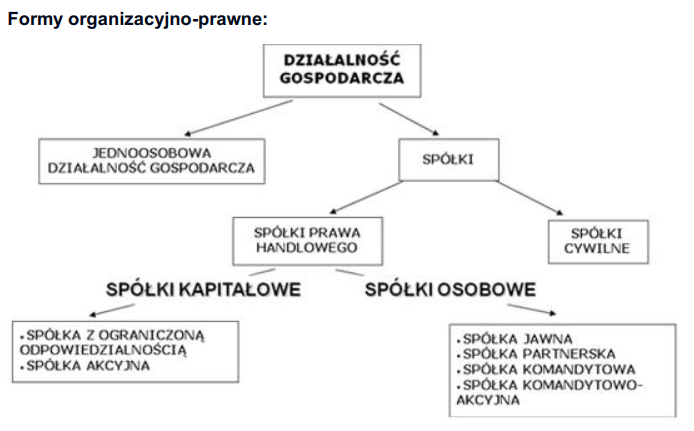 Formy organizacyjno-prawne:
DZIAŁALNOŚĆ
GOSPODARCZA
JEDNOOSOBOWA
DZIAŁALNOŚĆ GOSPODARCZA
SPÓŁKI
SPÓŁKI PRAWA
HANDLOWEGO
SPÓŁKI
CYWILNE
SPÓŁKI KAPITAŁOWE
SPÓŁKI OSOBOWE
•SPÓŁKA Z OGRANICZONĄ
ODPOWIEDZIALNOŚCIĄ
•SPÓŁKA AKCYJNA
•SPÓŁKA JAWNA
•SPÓŁKA PARTNERSKA
•SPÓŁKA KOMANDYTOWA
•SPÓŁKA KOMANDYTOWO-
AKCYJNA